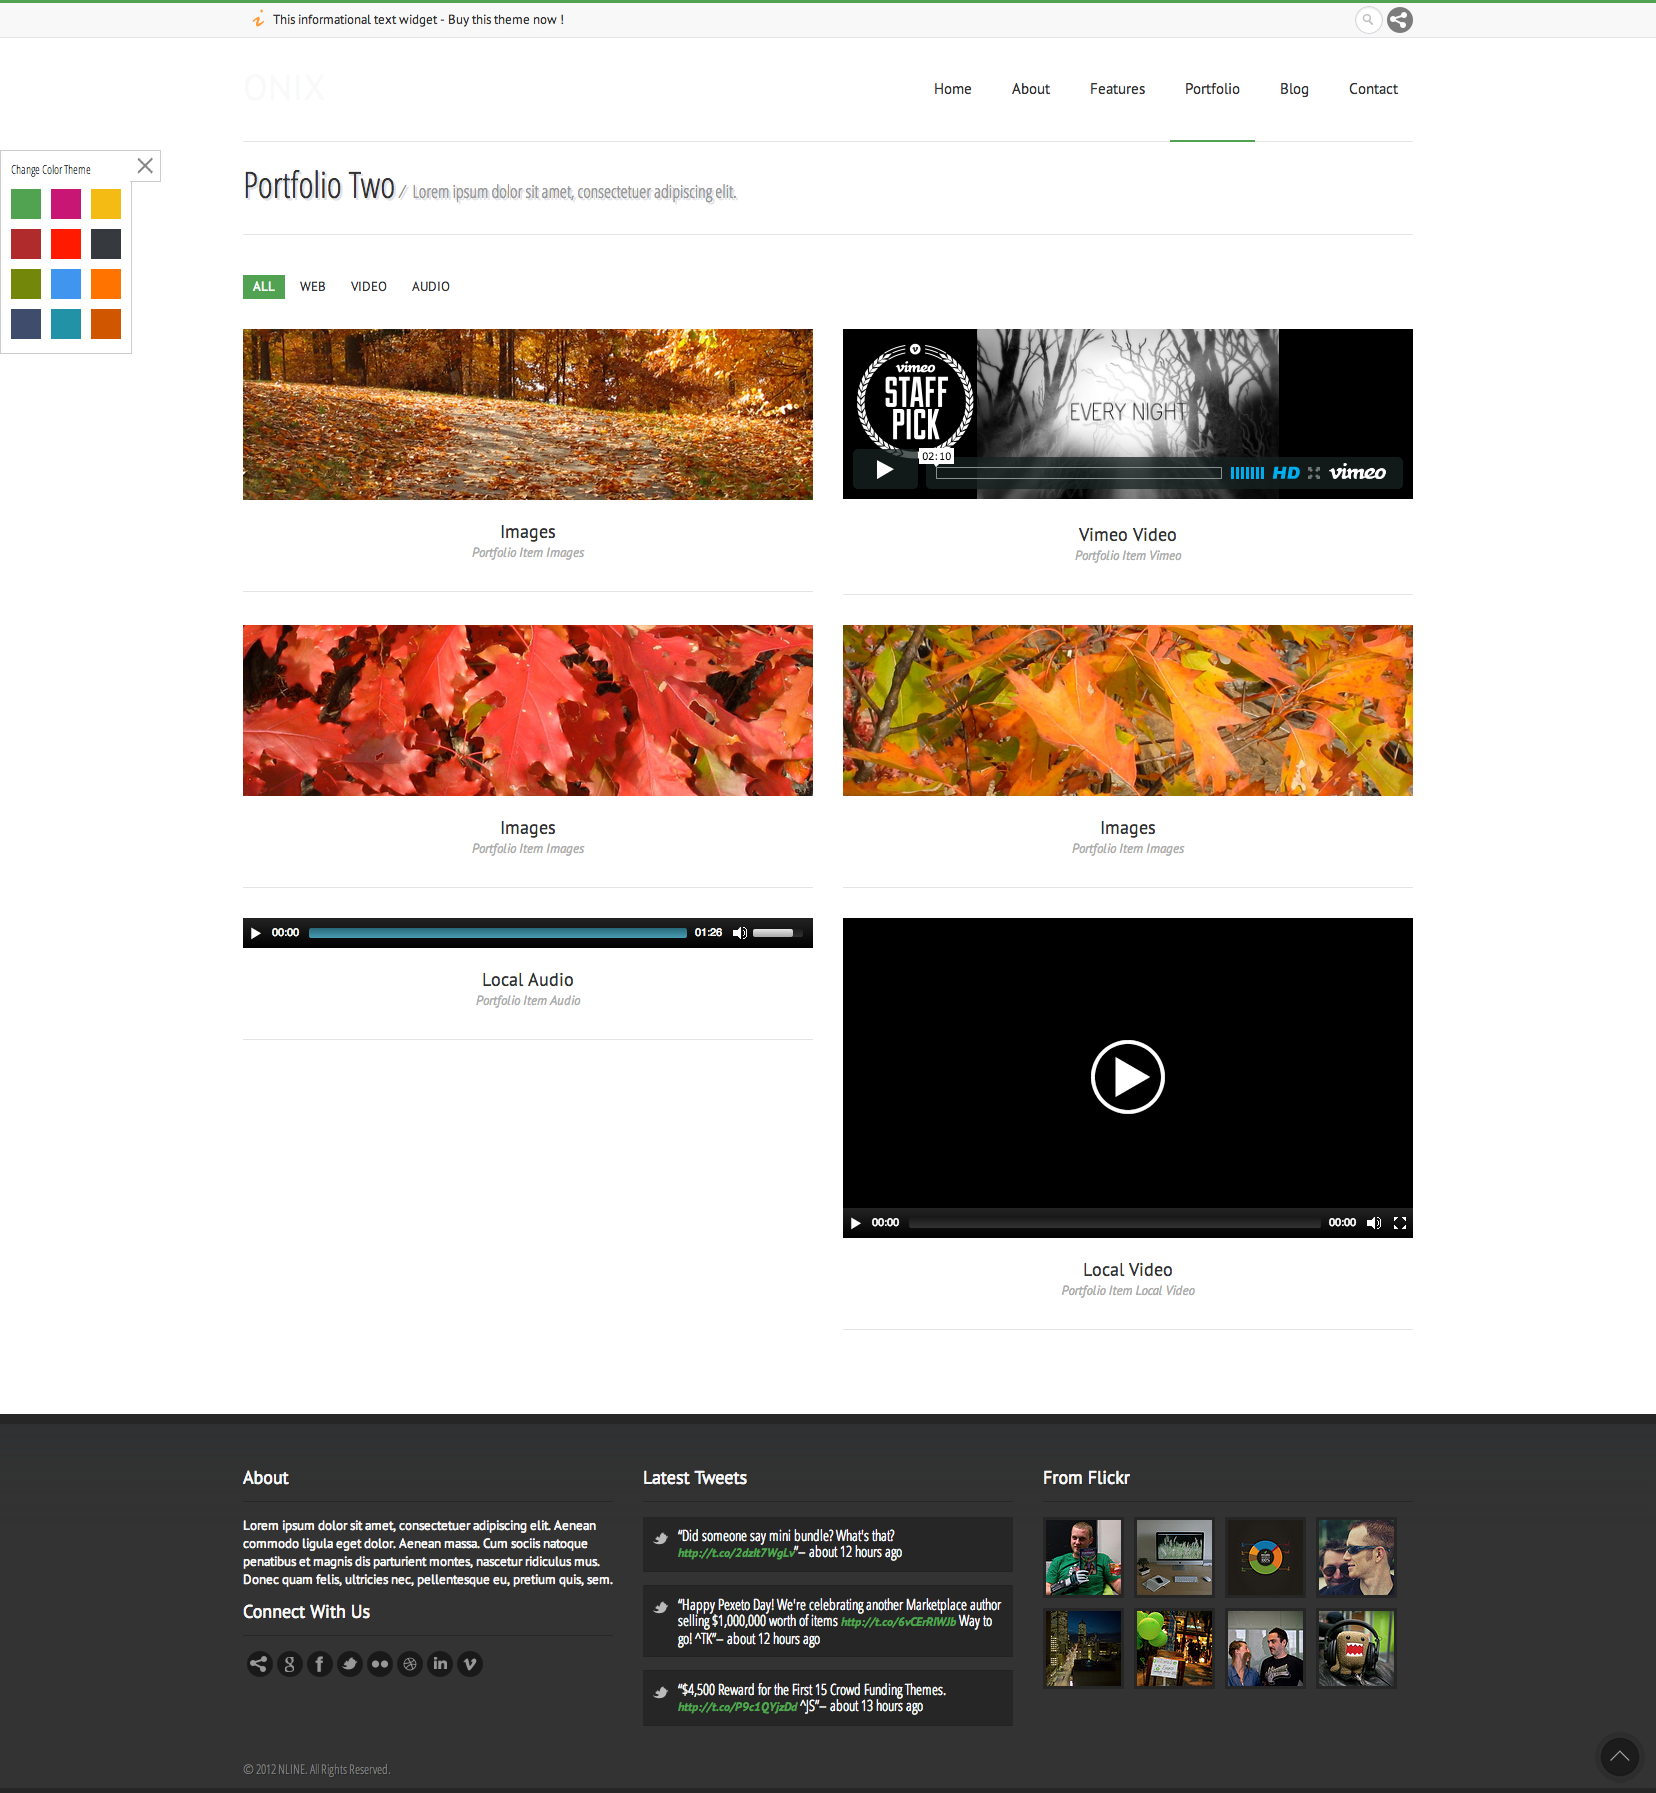 This informational text widget - Buy this theme now !
ONIX
Home About Features Portfolio Blog Contact
Change Color Theme
Portfolio Two / Lorem ipsum dolor sit amet, consectetuer adipiscing elit.
ALL WEB VIDEO AUDIO
vimeo
STAFF
PICK
EVERY NIGHT
02:10
HD vimeo
Images
Portfolio Item Images
Vimeo Video
Portfolio Item Vimeo
Images
Portfolio Item Images
Images
Portfolio Item Images
00:00 01:26
Local Audio
Portfolio Item Audio
00:00 00:00
Local Video
Portfolio Item Local Video
About
Lorem ipsum dolor sit amet, consectetuer adipiscing elit. Aenean
commodo ligula eget dolor. Aenean massa. Cum sociis natoque
penatibus et magnis dis parturient montes, nascetur ridiculus mus.
Donec quam felis, ultricies nec, pellentesque eu, pretium quis, sem.
Connect With Us
Latest Tweets
“Did someone say mini bundle? What's that?
http://t.co/2dzlt7WgLv”– about 12 hours ago
“Happy Pexeto Day! We're celebrating another Marketplace author
selling $1,000,000 worth of items http://t.co/6vCErRIWJb Way to
go! ^TK”– about 12 hours ago
“$4,500 Reward for the First 15 Crowd Funding Themes.
http://t.co/P9c1QYjzDd ^JS”– about 13 hours ago
From Flickr
© 2012 NLINE. All Rights Reserved.